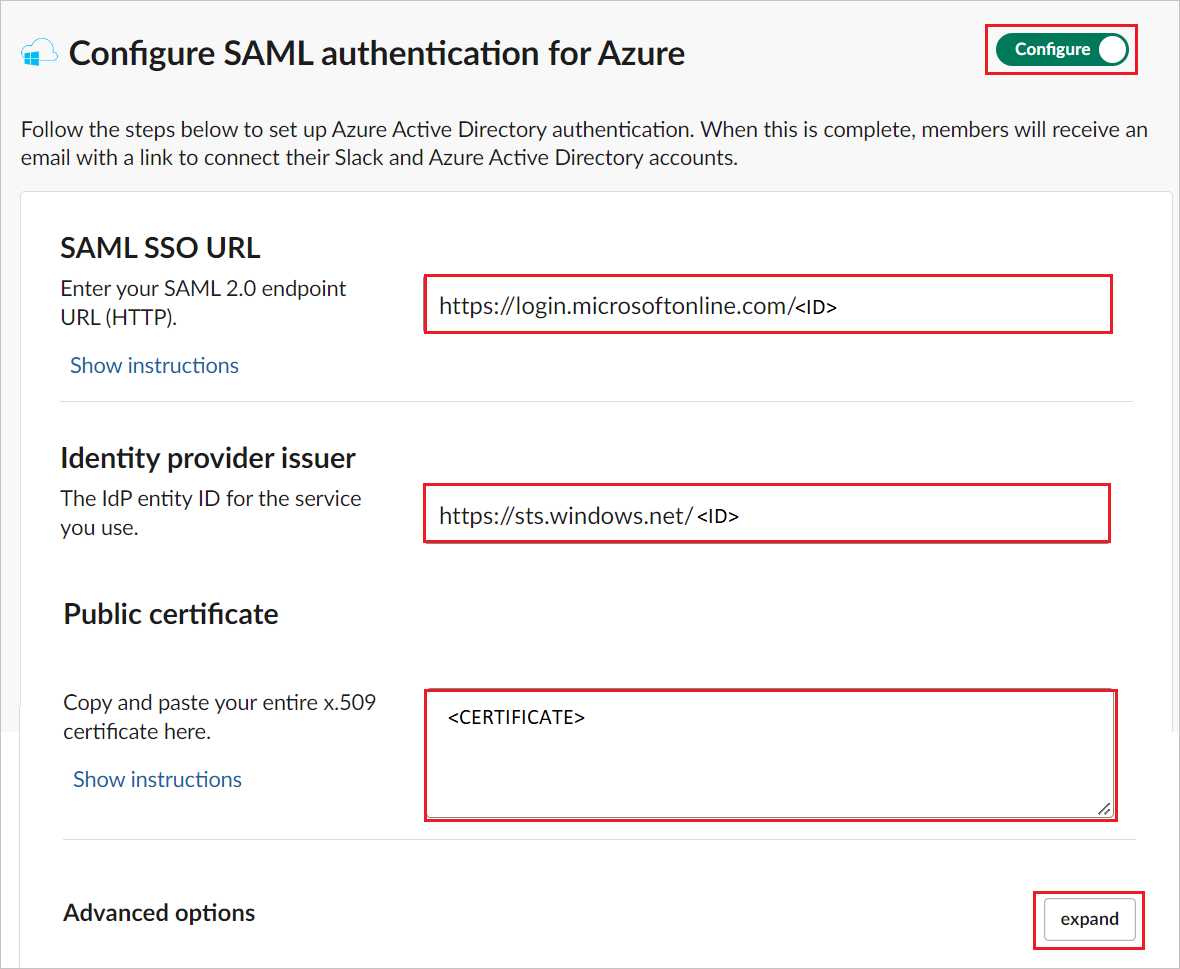 Configure SAML authentication for Azure
Configure
Follow the steps below to set up Azure Active Directory authentication. When this is complete, members will receive an
email with a link to connect their Slack and Azure Active Directory accounts.
SAML SSO URL
Enter your SAML 2.0 endpoint
URL (HTTP).
https://login.microsoftonline.com/<ID>
Show instructions
Identity provider issuer
The IdP entity ID for the service
you use.
https://sts.windows.net/ <ID>
Public certificate
Copy and paste your entire x.509
certificate here.
<CERTIFICATE>
Show instructions
Advanced options
expand